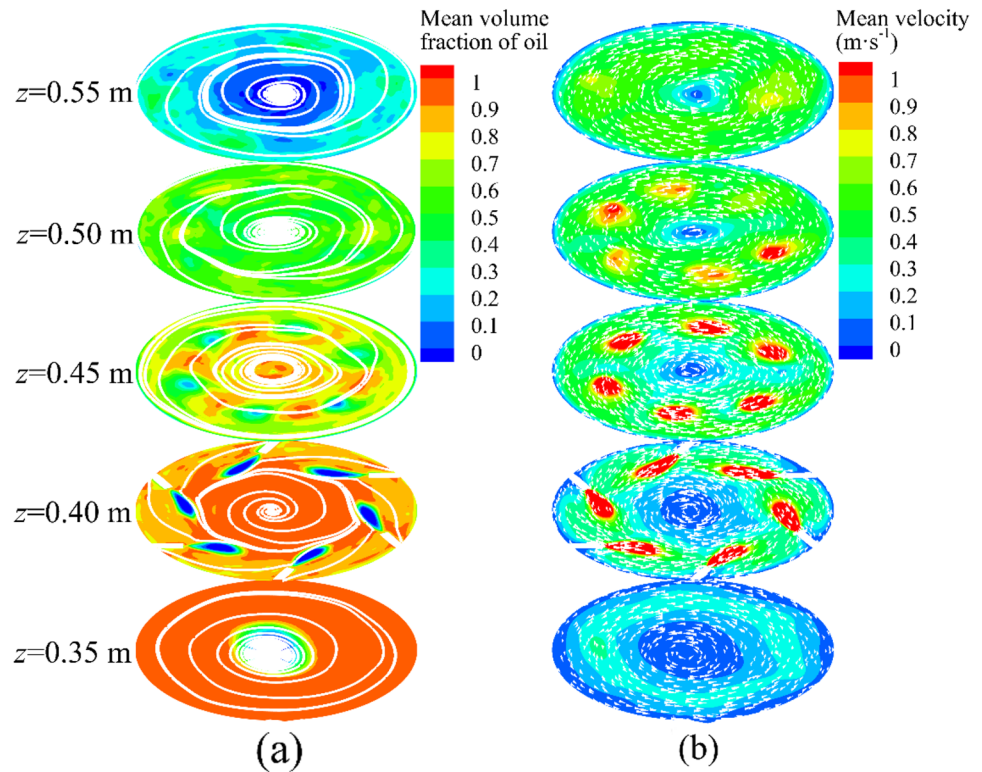 Mean volume
fraction of oil
1
0.9
0.8
0.7
0.6
0.5
0.4
0.3
0.2
0.1
0
Mean velocity
(m·s⁻¹)
1
0.9
0.8
0.7
0.6
0.5
0.4
0.3
0.2
0.1
0
z=0.55 m
z=0.50 m
z=0.45 m
z=0.40 m
z=0.35 m
(a)
(b)